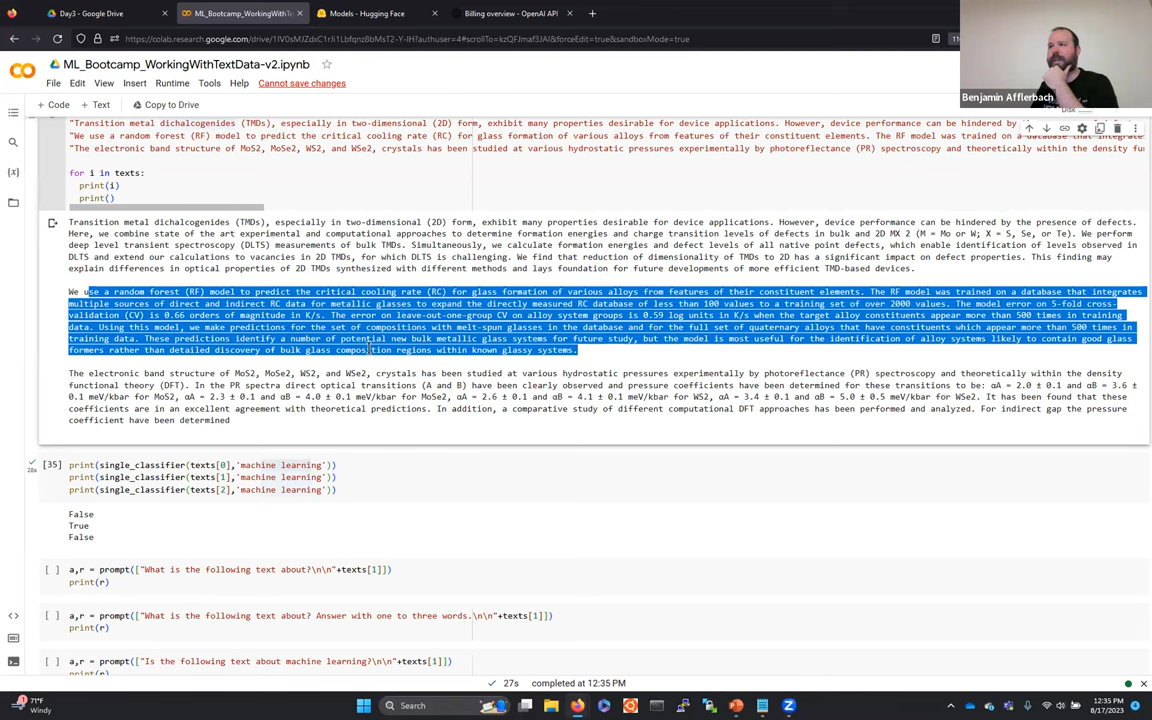 Day3 - Google Drive
ML_Bootcamp_WorkingWithT
Models - Hugging Face
Billing overview - OpenAI API
https://colab.research.google.com/drive/1IV0sMJZdxC1rJi1Lbfqnz8bMsT2-Y-IH?authuser=4#scrollTo=kzQFJmaf3JAI&forceEdit=true&sandboxMode=true
ML_Bootcamp_WorkingWithTextData-v2.ipynb
File Edit View Insert Runtime Tools Help Cannot save changes
+ Code + Text Copy to Drive
Benjamin Afflerbach
Disk
"Transition metal dichalcogenides (TMDs), especially in two-dimensional (2D) form, exhibit many properties desirable for device applications. However, device performance can be hindered by
"We use a random forest (RF) model to predict the critical cooling rate (RC) for glass formation of various alloys from features of their constituent elements. The RF model was trained on a database that integrate
"The electronic band structure of MoS2, MoSe2, WS2, and WSe2, crystals has been studied at various hydrostatic pressures experimentally by photoreflectance (PR) spectroscopy and theoretically within the density fu
for i in texts:
print(i)
print()
Transition metal dichalcogenides (TMDs), especially in two-dimensional (2D) form, exhibit many properties desirable for device applications. However, device performance can be hindered by the presence of defects.
Here, we combine state of the art experimental and computational approaches to determine formation energies and charge transition levels of defects in bulk and 2D MX 2 (M = Mo or W; X = S, Se, or Te). We perform
deep level transient spectroscopy (DLTS) measurements of bulk TMDs. Simultaneously, we calculate formation energies and defect levels of all native point defects, which enable identification of levels observed in
DLTS and extend our calculations to vacancies in 2D TMDs, for which DLTS is challenging. We find that reduction of dimensionality of TMDs to 2D has a significant impact on defect properties. This finding may
explain differences in optical properties of 2D TMDs synthesized with different methods and lays foundation for future developments of more efficient TMD-based devices.
We use a random forest (RF) model to predict the critical cooling rate (RC) for glass formation of various alloys from features of their constituent elements. The RF model was trained on a database that integrates
multiple sources of direct and indirect RC data for metallic glasses to expand the directly measured RC database of less than 100 values to a training set of over 2000 values. The model error on 5-fold cross-
validation (CV) is 0.66 orders of magnitude in K/s. The error on leave-out-one-group CV on alloy system groups is 0.59 log units in K/s when the target alloy constituents appear more than 500 times in training
data. Using this model, we make predictions for the set of compositions with melt-spun glasses in the database and for the full set of quaternary alloys that have constituents which appear more than 500 times in
training data. These predictions identify a number of potential new bulk metallic glass systems for future study, but the model is most useful for the identification of alloy systems likely to contain good glass
formers rather than detailed discovery of bulk glass composition regions within known glassy systems.
The electronic band structure of MoS2, MoSe2, WS2, and WSe2, crystals has been studied at various hydrostatic pressures experimentally by photoreflectance (PR) spectroscopy and theoretically within the density
functional theory (DFT). In the PR spectra direct optical transitions (A and B) have been clearly observed and pressure coefficients have been determined for these transitions to be: αA = 2.0 ± 0.1 and αB = 3.6 ±
0.1 meV/kbar for MoS2, αA = 2.3 ± 0.1 and αB = 4.0 ± 0.1 meV/kbar for MoSe2, αA = 2.6 ± 0.1 and αB = 4.1 ± 0.1 meV/kbar for WS2, αA = 3.4 ± 0.1 and αB = 5.0 ± 0.5 meV/kbar for WSe2. It has been found that these
coefficients are in an excellent agreement with theoretical predictions. In addition, a comparative study of different computational DFT approaches has been performed and analyzed. For indirect gap the pressure
coefficient have been determined
[35] print(single_classifier(texts[0],'machine learning'))
28s
print(single_classifier(texts[1],'machine learning'))
print(single_classifier(texts[2],'machine learning'))
False
True
False
[ ] a,r = prompt(["What is the following text about?\n\n"+texts[1]])
print(r)
[ ] a,r = prompt(["What is the following text about? Answer with one to three words.\n\n"+texts[1]])
print(r)
[ ] a,r = prompt(["Is the following text about machine learning?\n\n"+texts[1]])
print(r)
27s completed at 12:35 PM
71°F
Windy
Search
12:35 PM
8/17/2023